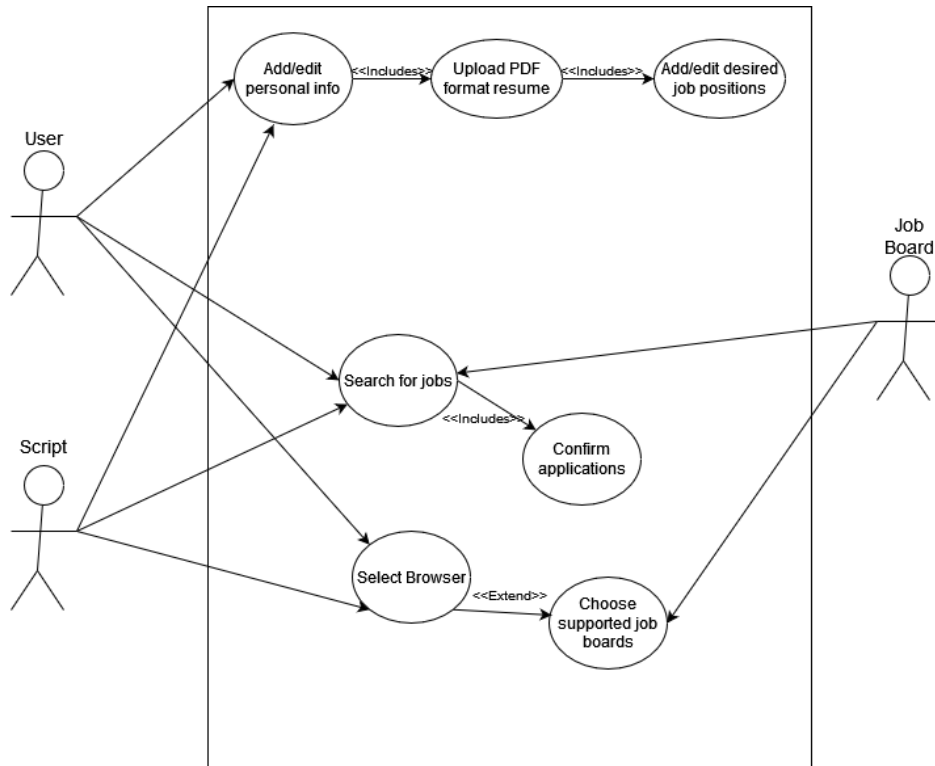 Add/edit
personal info
<<Includes>>
Upload PDF
format resume
<<Includes>>
Add/edit desired
job positions
User
Job
Board
Search for jobs
<<Includes>>
Confirm
applications
Script
Select Browser
<<Extend>>
Choose
supported job
boards